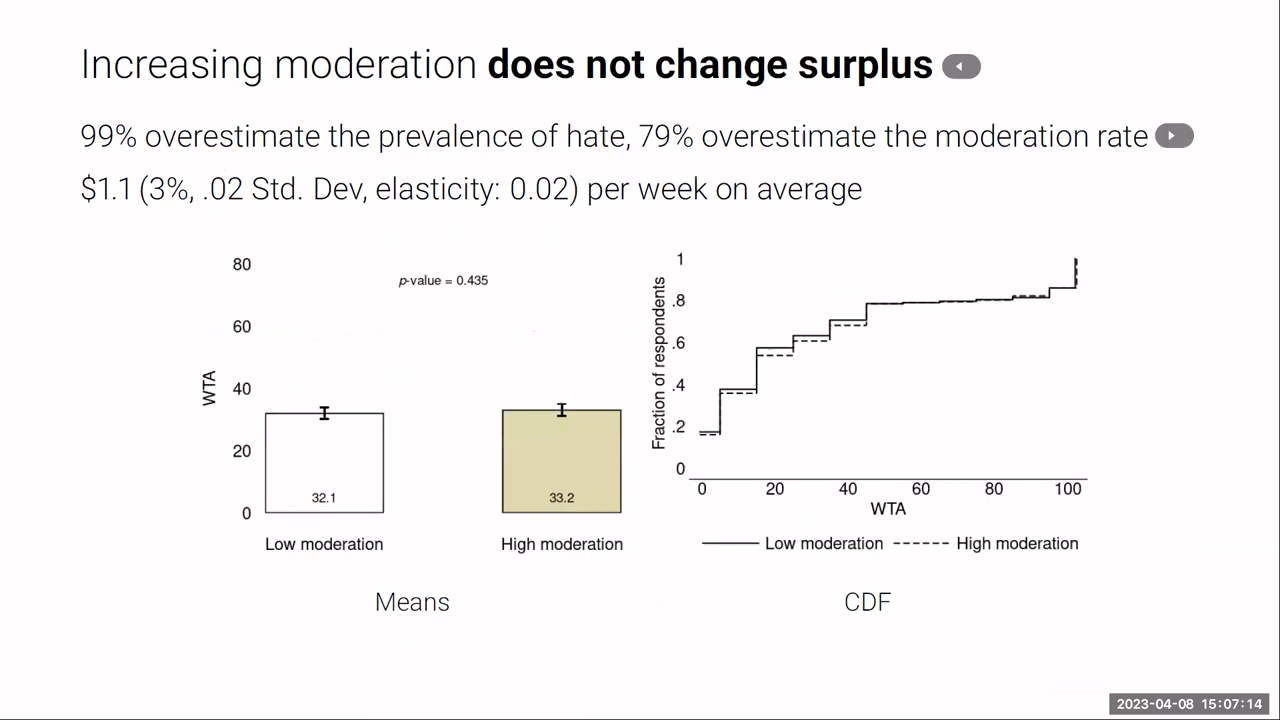 Increasing moderation does not change surplus
99% overestimate the prevalence of hate, 79% overestimate the moderation rate
$1.1 (3%, .02 Std. Dev, elasticity: 0.02) per week on average
80
60
40
20
0
WTA
p-value = 0.435
32.1
33.2
Low moderation
High moderation
Means
1
.8
.6
.4
.2
0
Fraction of respondents
0 20 40 60 80 100
WTA
Low moderation High moderation
CDF
2023-04-08 15:07:14